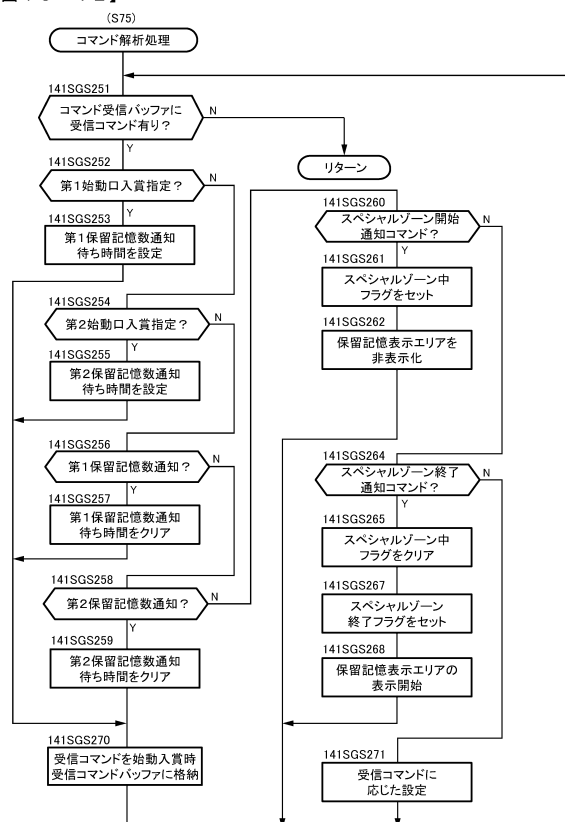 (S75)
コマンド解析処理
141SGS251
コマンド受信バッファに
受信コマンド有り?
N
Y
リターン
141SGS252
第1始動口入賞指定?
N
Y
141SGS253
第1保留記憶数通知
待ち時間を設定
141SGS254
第2始動口入賞指定?
N
Y
141SGS255
第2保留記憶数通知
待ち時間を設定
141SGS256
第1保留記憶数通知?
N
Y
141SGS257
第1保留記憶数通知
待ち時間をクリア
141SGS258
第2保留記憶数通知?
N
Y
141SGS259
第2保留記憶数通知
待ち時間をクリア
141SGS270
受信コマンドを始動入賞時
受信コマンドバッファに格納
141SGS260
スペシャルゾーン開始
通知コマンド?
N
Y
141SGS261
スペシャルゾーン中
フラグをセット
141SGS262
保留記憶表示エリアを
非表示化
141SGS264
スペシャルゾーン終了
通知コマンド?
N
Y
141SGS265
スペシャルゾーン中
フラグをクリア
141SGS267
スペシャルゾーン
終了フラグをセット
141SGS268
保留記憶表示エリアの
表示開始
141SGS271
受信コマンドに
応じた設定